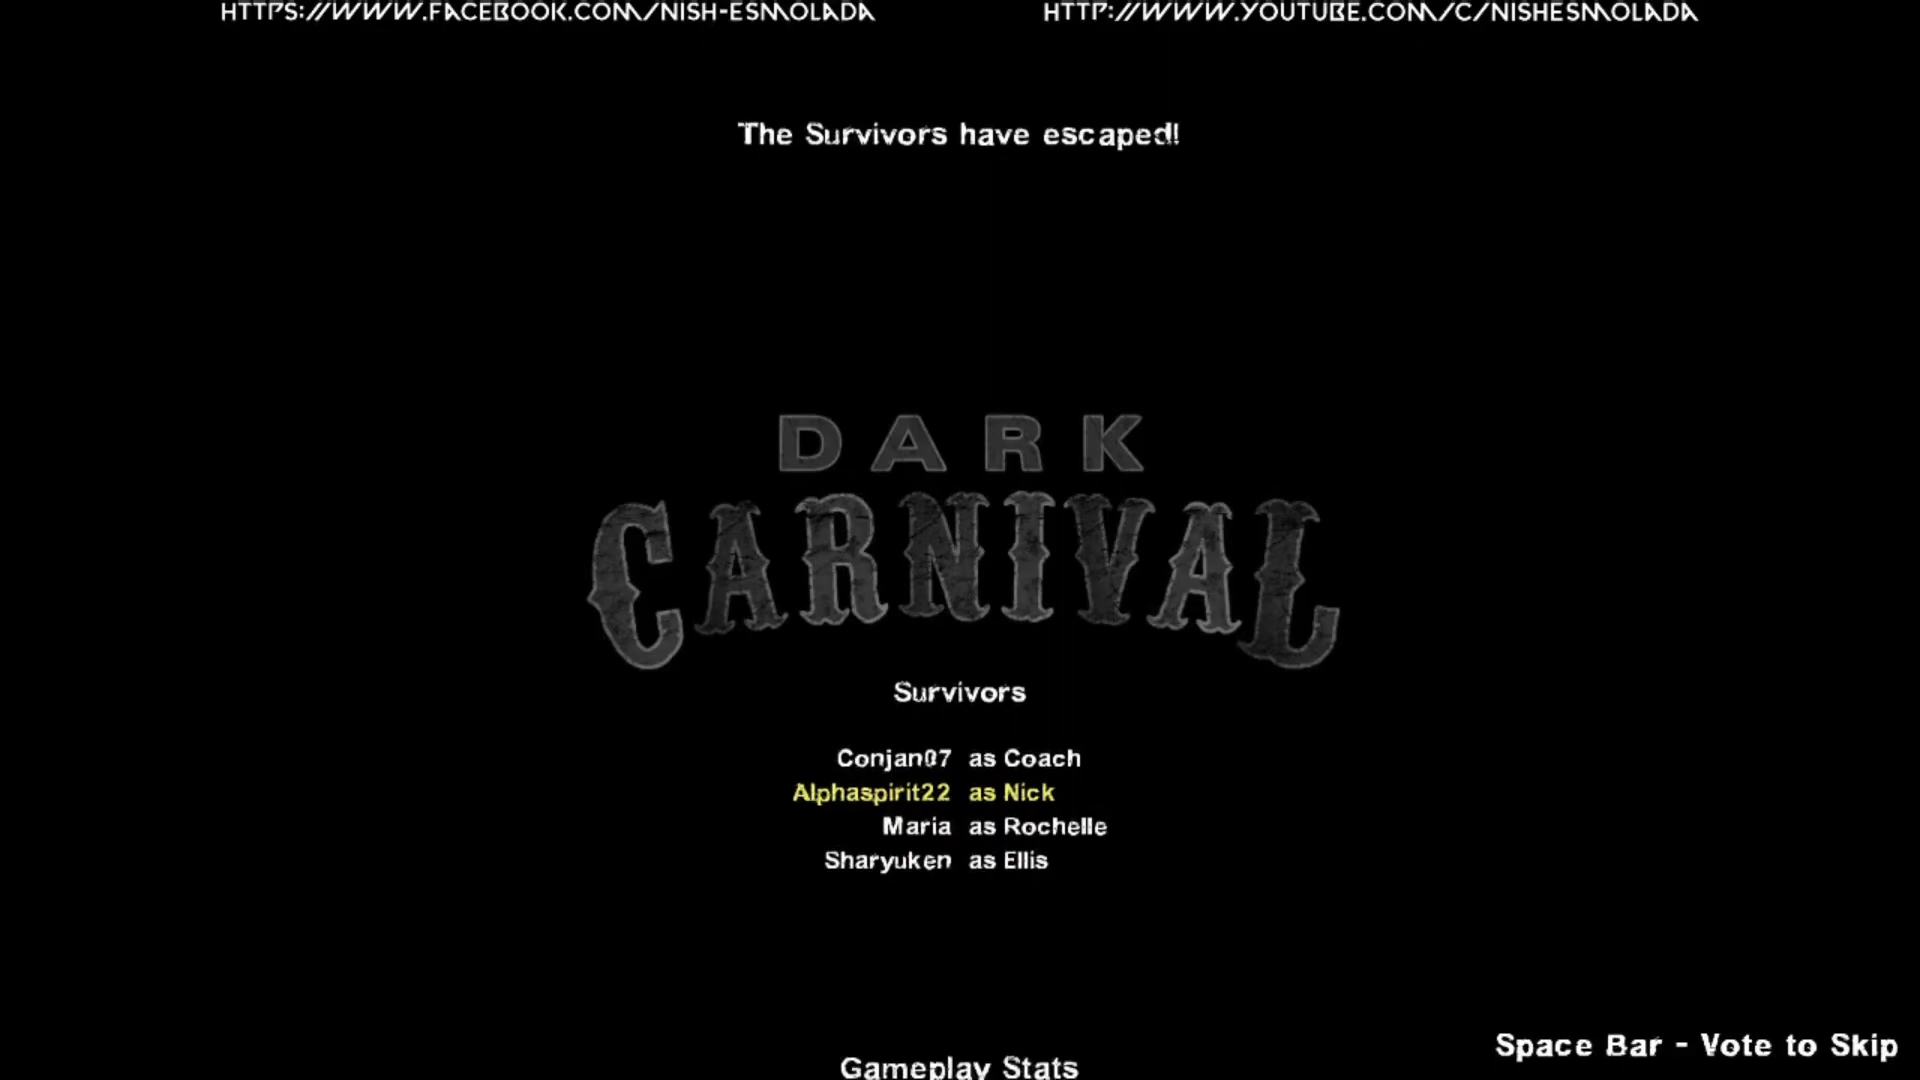 HTTPS://WWW.FACEBOOK.COM/NISH-ESMOLADA HTTP://WWW.YOUTUBE.COM/C/NISHESMOLADA
The Survivors have escaped!
DARK
CARNIVAL
Survivors
Conjan07 as Coach
Alphaspirit22 as Nick
Maria as Rochelle
Sharyuken as Ellis
Space Bar - Vote to Skip
Gameplay Stats